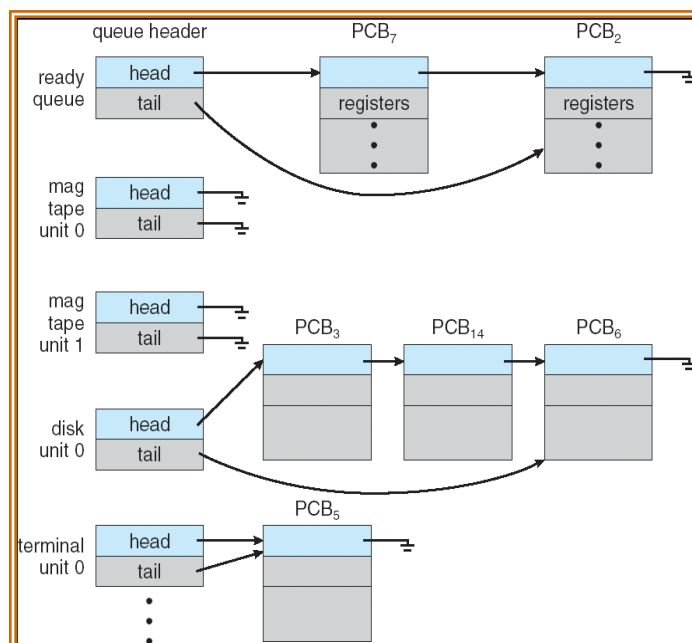 queue header
PCB7
PCB2
ready
queue
head
tail
registers
registers
mag
tape
unit 0
head
tail
mag
tape
unit 1
head
tail
PCB3
PCB14
PCB6
disk
unit 0
head
tail
PCB5
terminal
unit 0
head
tail